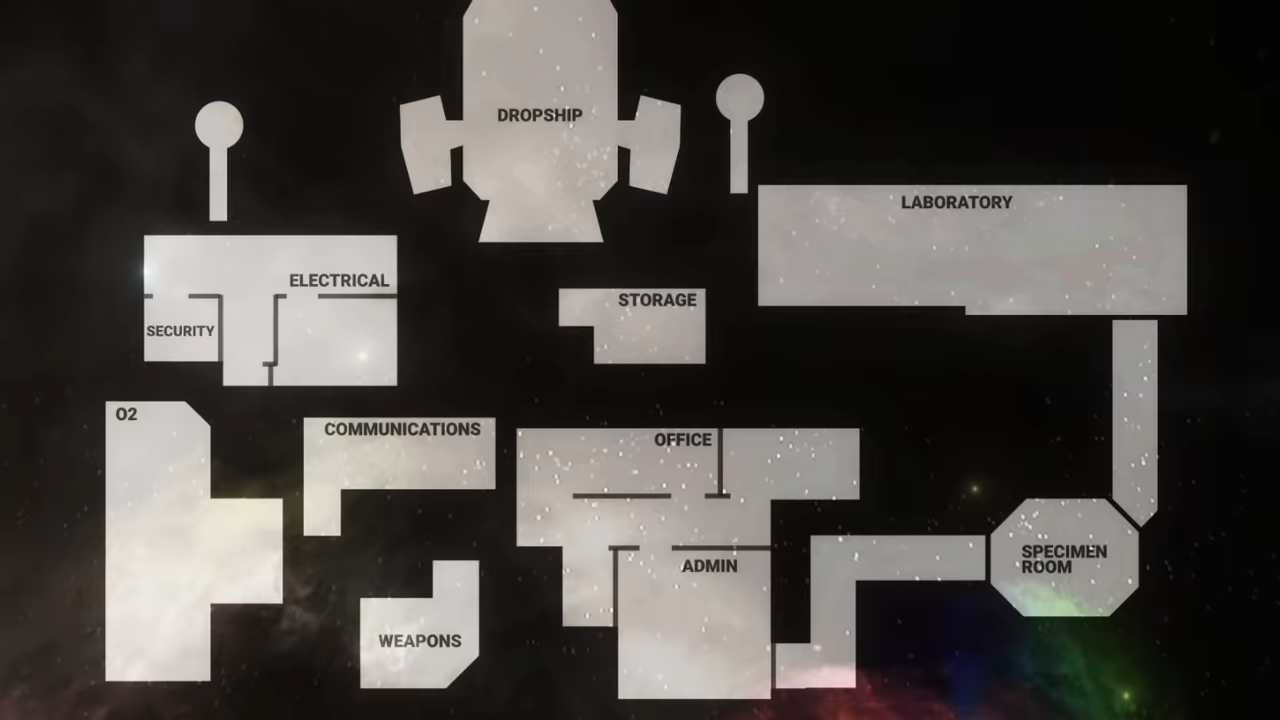 DROPSHIP
LABORATORY
ELECTRICAL
STORAGE
SECURITY
O2
COMMUNICATIONS
OFFICE
SPECIMEN
ROOM
ADMIN
WEAPONS